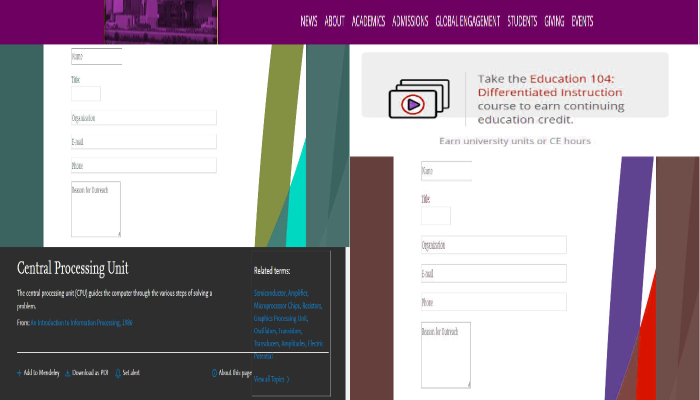 NEWS ABOUT ACADEMICS ADMISSIONS GLOBAL ENGAGEMENT STUDENTS GIVING EVENTS
Name
Title:
Organization
E-mail
Phone
Reason for Outreach
Take the Education 104:
Differentiated Instruction
course to earn continuing
education credit.
Earn university units or CE hours
Central Processing Unit
The central processing unit (CPU) guides the computer through the various steps of solving a
problem.
From: An Introduction to Information Processing, 1986
Add to Mendeley Download as PDF Set alert About this page
Related terms:
Semiconductor, Amplifier,
Microprocessor Chips, Resistors,
Graphics Processing Unit,
Oscillators, Transistors,
Transducers, Amplitudes, Electric
Potential
View all Topics
Name
Title:
Organization
E-mail
Phone
Reason for Outreach